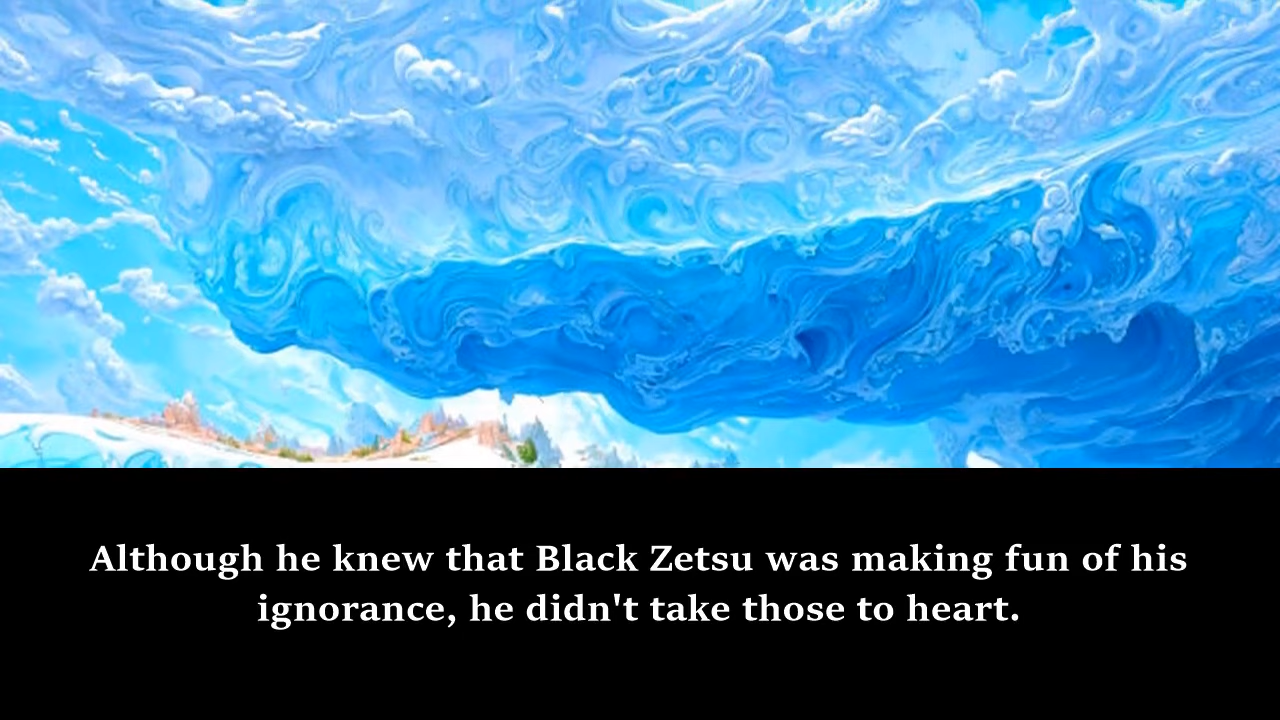 Although he knew that Black Zetsu was making fun of his
ignorance, he didn't take those to heart.